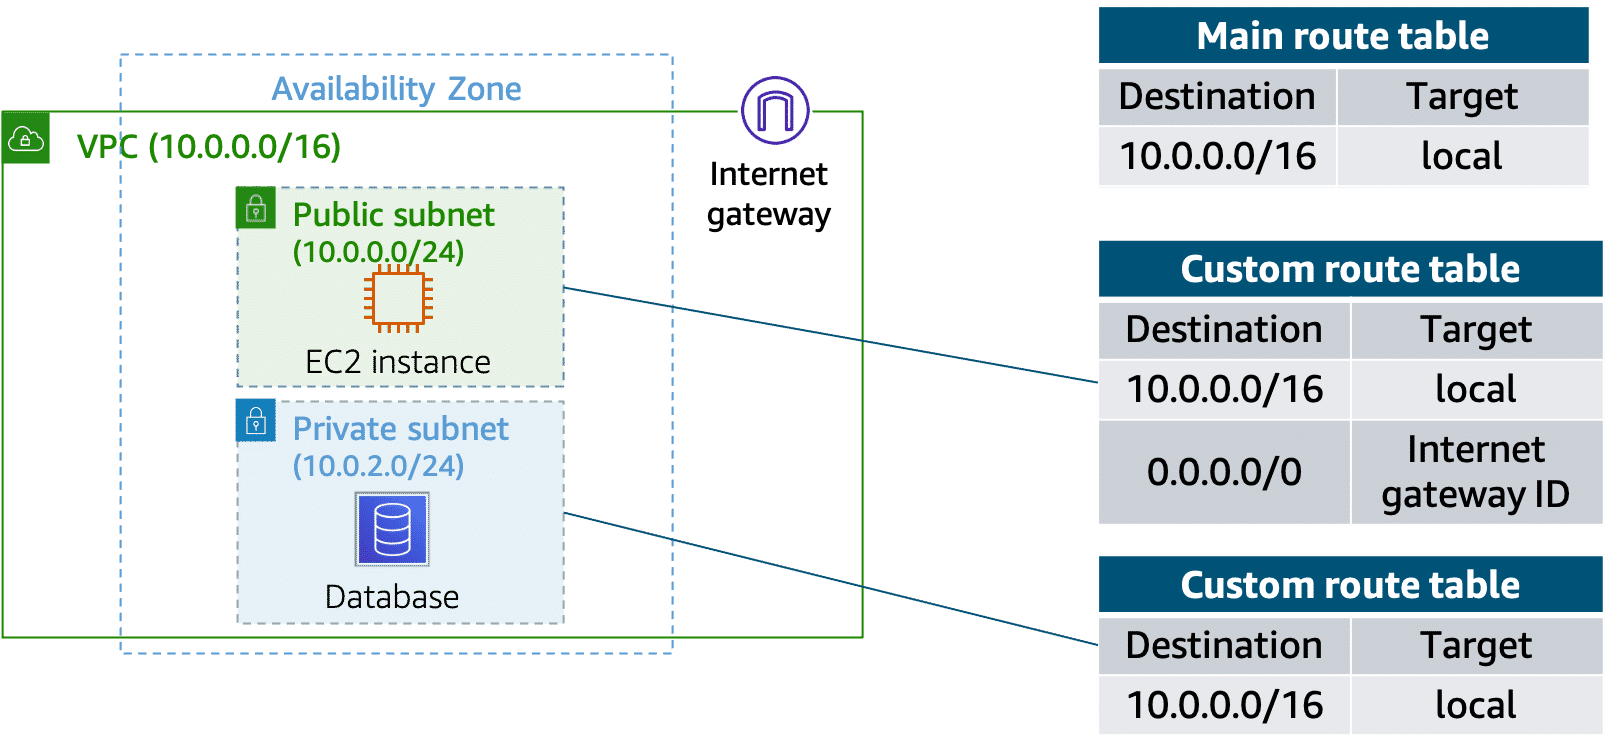 Availability Zone
VPC (10.0.0.0/16)
Internet
gateway
Public subnet
(10.0.0.0/24)
EC2 instance
Private subnet
(10.0.2.0/24)
Database
Main route table
Destination Target
10.0.0.0/16 local
Custom route table
Destination Target
10.0.0.0/16 local
0.0.0.0/0 Internet
gateway ID
Custom route table
Destination Target
10.0.0.0/16 local